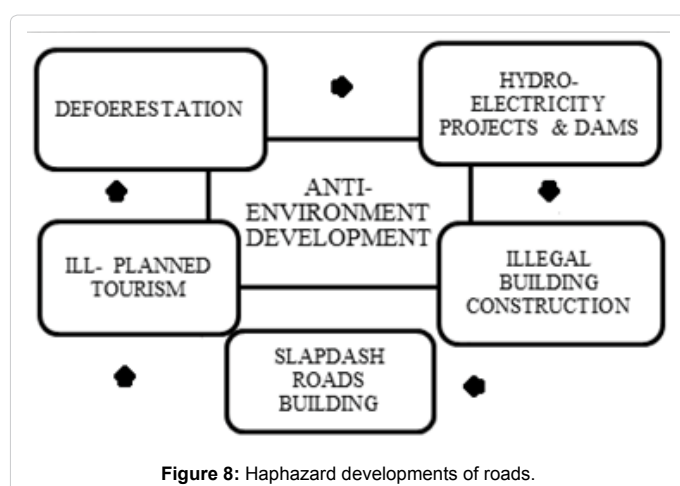 DEFOERESTATION
HYDRO-
ELECTRICITY
PROJECTS & DAMS
ANTI-
ENVIRONMENT
DEVELOPMENT
ILL- PLANNED
TOURISM
ILLEGAL
BUILDING
CONSTRUCTION
SLAPDASH
ROADS
BUILDING
Figure 8: Haphazard developments of roads.